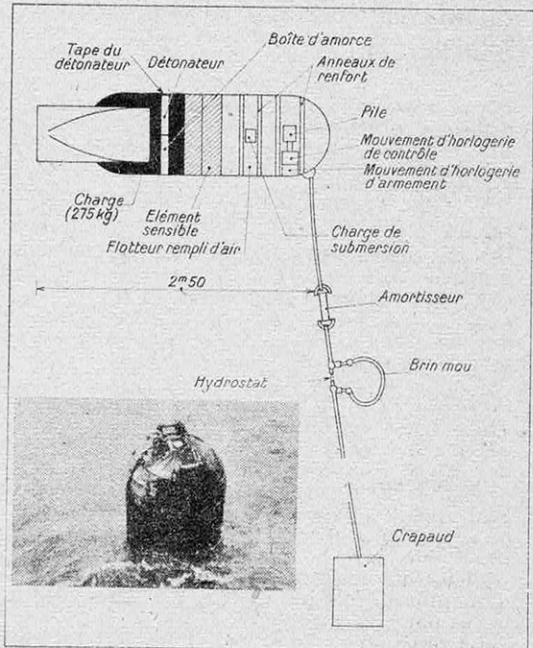 Boîte d'amorce
Tape du
détonateur
Détonateur
Anneaux de
renfort
Pile
Mouvement d'horlogerie
de contrôle
Mouvement d'horlogerie
d'armement
Charge
(275 kg)
Elément
sensible
Flotteur rempli d'air
Charge de
submersion
2m50
Amortisseur
Brin mou
Hydrostat
Crapaud